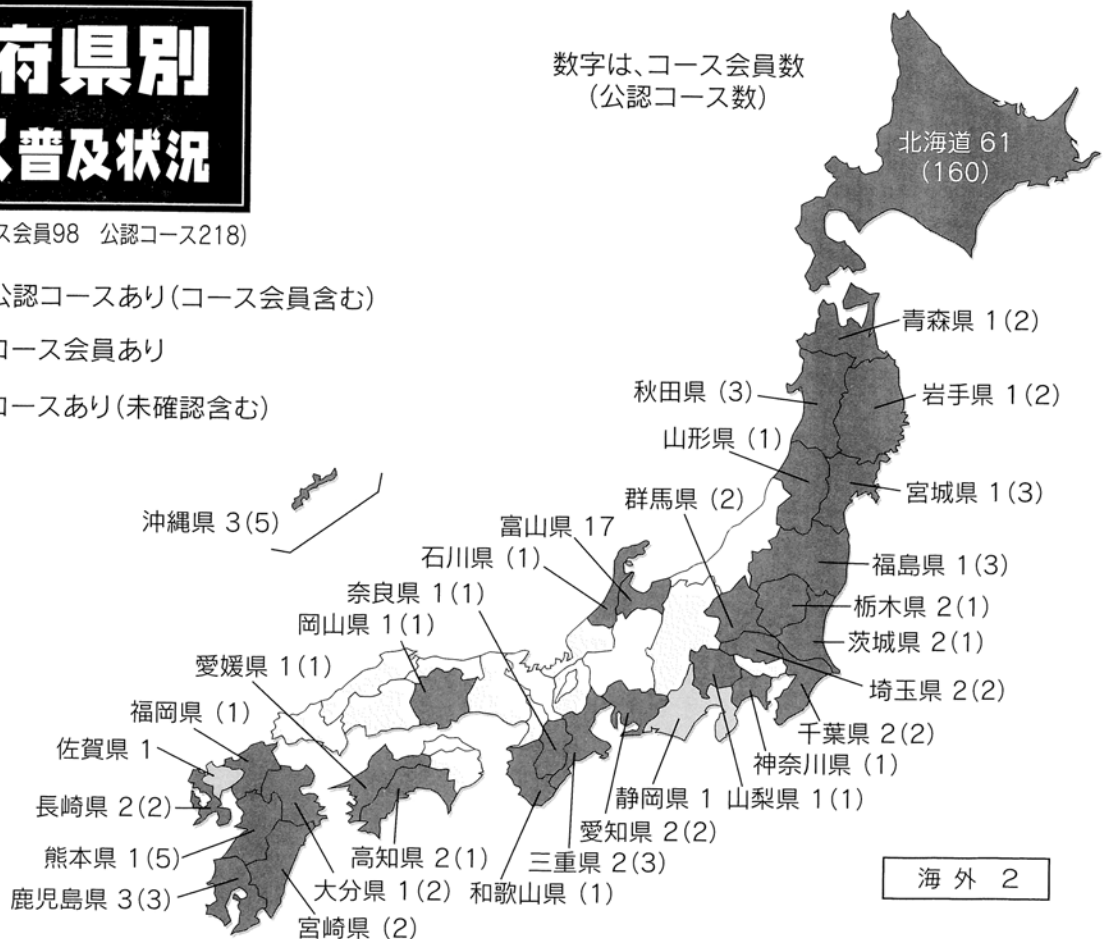 府県別
ス普及状況
ス会員98 公認コース218)
公認コースあり(コース会員含む)
コース会員あり
コースあり(未確認含む)
数字は、コース会員数
(公認コース数)
北海道 61
(160)
青森県 1(2)
秋田県 (3)
岩手県 1(2)
山形県 (1)
宮城県 1(3)
群馬県 (2)
沖縄県 3(5)
富山県 17
石川県 (1)
福島県 1(3)
奈良県 1(1)
栃木県 2(1)
岡山県 1(1)
茨城県 2(1)
愛媛県 1(1)
埼玉県 2(2)
福岡県 (1)
千葉県 2(2)
佐賀県 1
神奈川県 (1)
長崎県 2(2)
静岡県 1 山梨県 1(1)
愛知県 2(2)
熊本県 1(5)
高知県 2(1)
三重県 2(3)
鹿児島県 3(3)
大分県 1(2)
和歌山県 (1)
宮崎県 (2)
海外 2